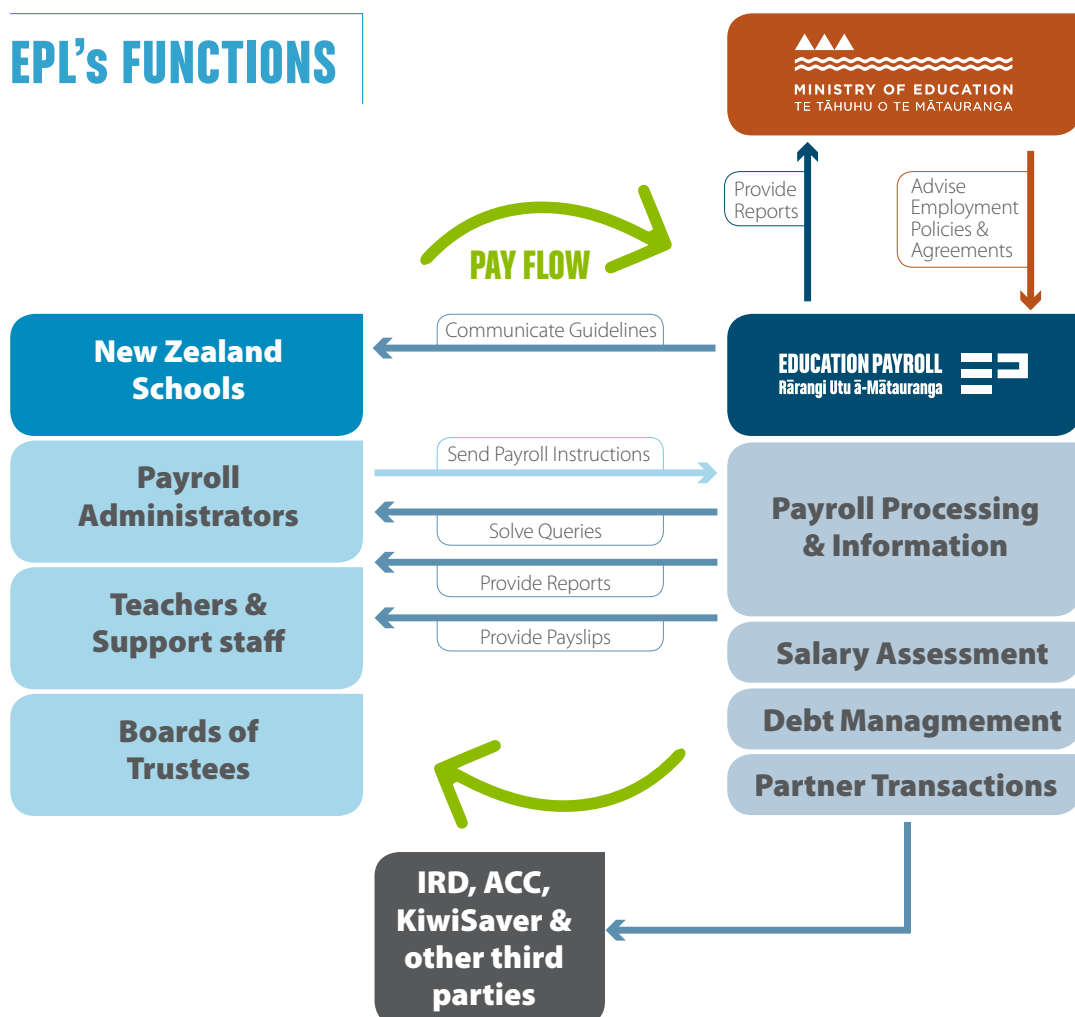 EPL's FUNCTIONS
MINISTRY OF EDUCATION
TE TĀHUHU O TE MĀTAURANGA
Provide
Reports
Advise
Employment
Policies &
Agreements
PAY FLOW
New Zealand
Schools
Communicate Guidelines
EDUCATION PAYROLL
Rārangi Utu ā-Mātauranga
Payroll
Administrators
Send Payroll Instructions
Solve Queries
Payroll Processing
& Information
Provide Reports
Teachers &
Support staff
Provide Payslips
Salary Assessment
Debt Managmement
Boards of
Trustees
Partner Transactions
IRD, ACC,
KiwiSaver &
other third
parties